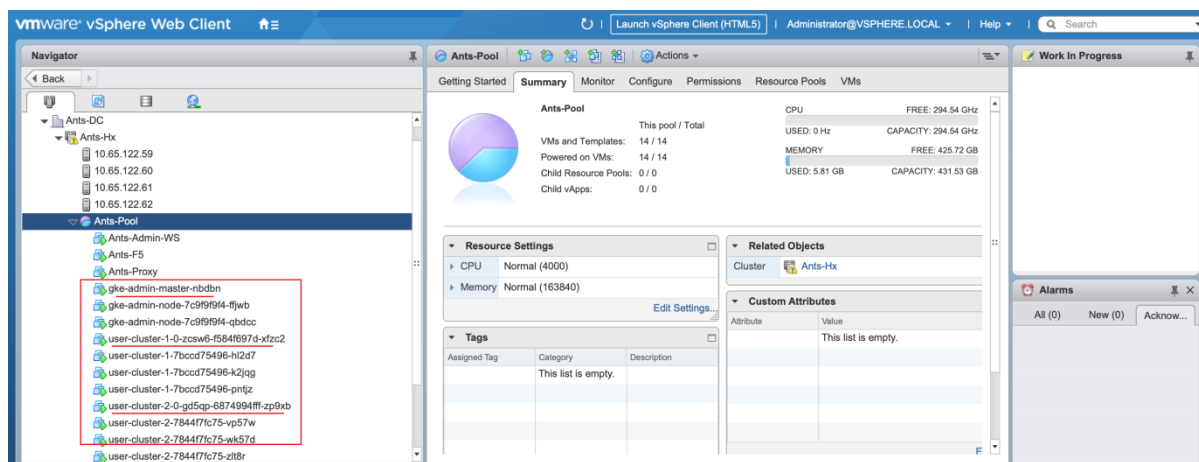 vmware® vSphere Web Client
Launch vSphere Client (HTML5)
Administrator@VSPHERE.LOCAL
Help
Search
Navigator
Back
Ants-DC
Ants-Hx
10.65.122.59
10.65.122.60
10.65.122.61
10.65.122.62
Ants-Pool
Ants-Admin-WS
Ants-F5
Ants-Proxy
gke-admin-master-nbdbn
gke-admin-node-7c9f9f9f4-ffjwb
gke-admin-node-7c9f9f9f4-qbdcc
user-cluster-1-0-zcsw6-f584f697d-xfzc2
user-cluster-1-7bccd75496-hl2d7
user-cluster-1-7bccd75496-k2jqg
user-cluster-1-7bccd75496-pntjz
user-cluster-2-0-gd5qp-6874994fff-zp9xb
user-cluster-2-7844f7fc75-vp57w
user-cluster-2-7844f7fc75-wk57d
user-cluster-2-7844f7fc75-zlt8r
Ants-Pool
Actions
Getting Started Summary Monitor Configure Permissions Resource Pools VMs
Ants-Pool
This pool / Total
VMs and Templates: 14 / 14
Powered on VMs: 14 / 14
Child Resource Pools: 0 / 0
Child vApps: 0 / 0
CPU FREE: 294.54 GHz
USED: 0 Hz CAPACITY: 294.54 GHz
MEMORY FREE: 425.72 GB
USED: 5.81 GB CAPACITY: 431.53 GB
Resource Settings
CPU Normal (4000)
Memory Normal (163840)
Edit Settings...
Tags
Assigned Tag Category Description
This list is empty.
Related Objects
Cluster Ants-Hx
Custom Attributes
Attribute Value
This list is empty.
Work In Progress
Alarms
All (0) New (0) Acknow...